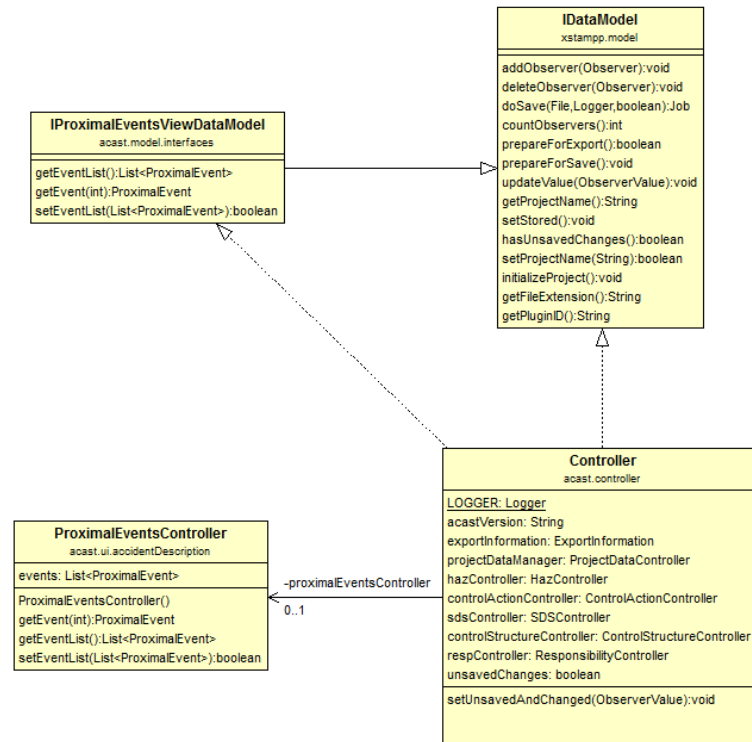 IDataModel
xstampp.model
addObserver(Observer):void
deleteObserver(Observer):void
doSave(File,Logger,boolean):Job
countObservers():int
prepareForExport():boolean
prepareForSave():void
updateValue(ObserverValue):void
getProjectName():String
setStored():void
hasUnsavedChanges():boolean
setProjectName(String):boolean
initializeProject():void
getFileExtension():String
getPluginID():String
IProximalEventsViewDataModel
acast.model.interfaces
getEventList():List<ProximalEvent>
getEvent(int):ProximalEvent
setEventList(List<ProximalEvent>):boolean
Controller
acast.controller
LOGGER: Logger
acastVersion: String
exportInformation: ExportInformation
projectDataManager: ProjectDataController
hazController: HazController
controlActionController: ControlActionController
sdsController: SDSController
controlStructureController: ControlStructureController
respController: ResponsibilityController
unsavedChanges: boolean
setUnsavedAndChanged(ObserverValue):void
ProximalEventsController
acast.ui.accidentDescription
events: List<ProximalEvent>
ProximalEventsController()
getEvent(int):ProximalEvent
getEventList():List<ProximalEvent>
setEventList(List<ProximalEvent>):boolean
-proximalEventsController
0..1